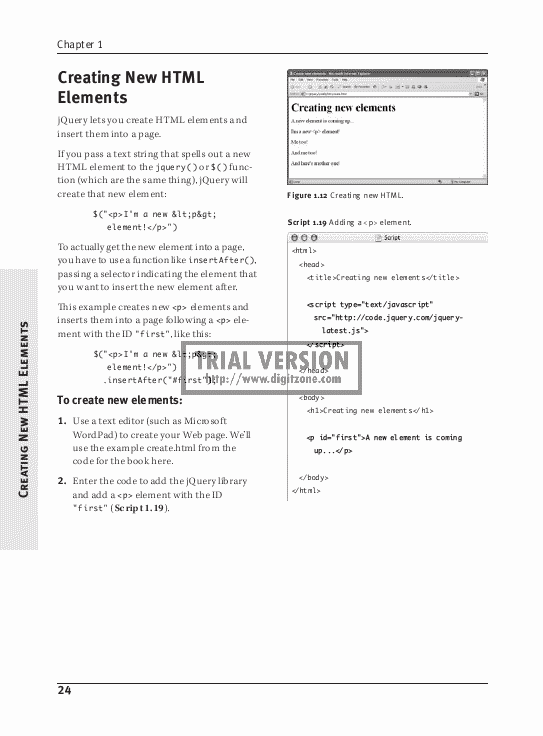 Chapter 1
Creating New HTML
Elements
jQuery lets you create HTML elements and
insert them into a page.
If you pass a text string that spells out a new
HTML element to the jquery() or $() func-
tion (which are the same thing), jQuery will
create that new element:
$("<p>I'm a new &lt;p&gt;
element!</p>")
To actually get the new element into a page,
you have to use a function like insertAfter(),
passing a selector indicating the element that
you want to insert the new element after.
This example creates new <p> elements and
inserts them into a page following a <p> ele-
ment with the ID "first", like this:
$("<p>I'm a new &lt;p&gt;
element!</p>")
.insertAfter("#first");
To create new elements:
1. Use a text editor (such as Microsoft
WordPad) to create your Web page. We'll
use the example create.html from the
code for the book here.
2. Enter the code to add the jQuery library
and add a <p> element with the ID
"first" (Script 1.19).
Creating new elements
A new element is coming up...
I'm a new <p> element!
Me too!
And me too!
And here's another one!
Figure 1.12 Creating new HTML.
Script 1.19 Adding a <p> element.
Script
<html>
<head>
<title>Creating new elements</title>
<script type="text/javascript"
src="http://code.jquery.com/jquery-
latest.js">
</script>
</head>
<body>
<h1>Creating new elements</h1>
<p id="first">A new element is coming
up...</p>
</body>
</html>
TRIAL VERSION
http://www.digitzone.com
CREATING NEW HTML ELEMENTS
24